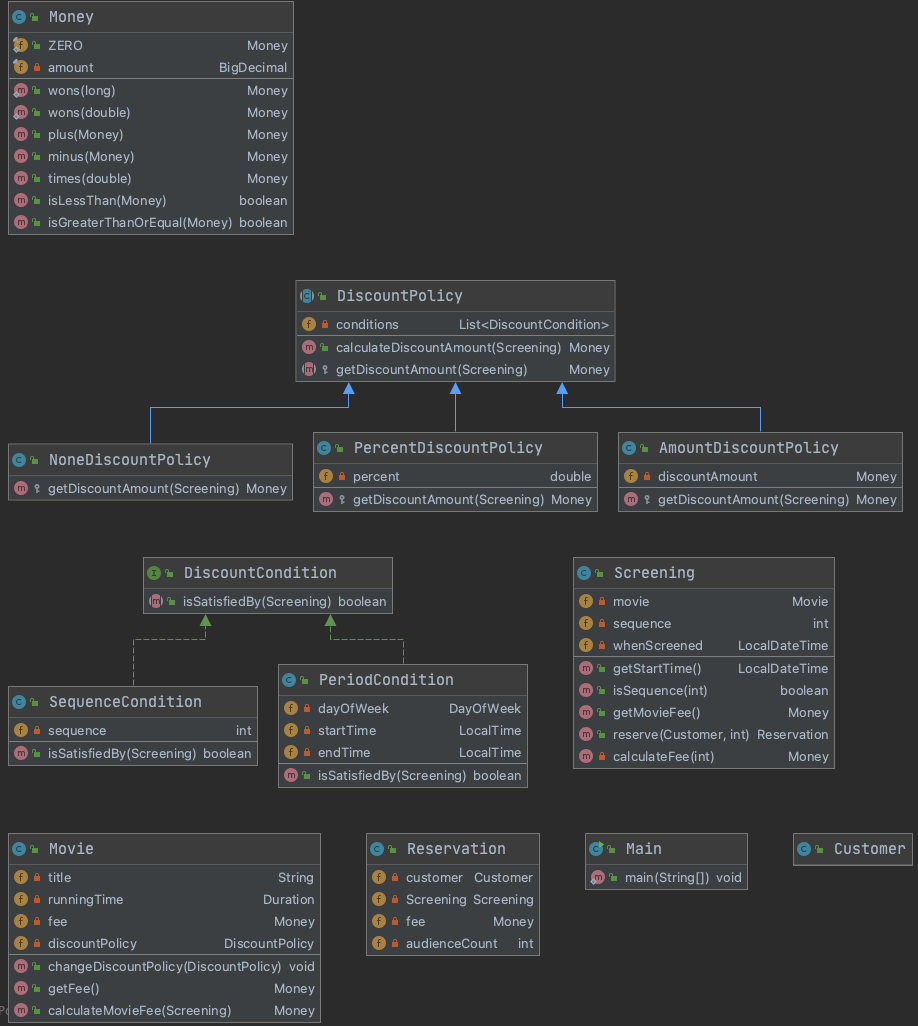 Money
ZERO Money
amount BigDecimal
wons(long) Money
wons(double) Money
plus(Money) Money
minus(Money) Money
times(double) Money
isLessThan(Money) boolean
isGreaterThanOrEqual(Money) boolean
DiscountPolicy
conditions List<DiscountCondition>
calculateDiscountAmount(Screening) Money
getDiscountAmount(Screening) Money
NoneDiscountPolicy
getDiscountAmount(Screening) Money
PercentDiscountPolicy
percent double
getDiscountAmount(Screening) Money
AmountDiscountPolicy
discountAmount Money
getDiscountAmount(Screening) Money
DiscountCondition
isSatisfiedBy(Screening) boolean
SequenceCondition
sequence int
isSatisfiedBy(Screening) boolean
PeriodCondition
dayOfWeek DayOfWeek
startTime LocalTime
endTime LocalTime
isSatisfiedBy(Screening) boolean
Screening
movie Movie
sequence int
whenScreened LocalDateTime
getStartTime() LocalDateTime
isSequence(int) boolean
getMovieFee() Money
reserve(Customer, int) Reservation
calculateFee(int) Money
Movie
title String
runningTime Duration
fee Money
discountPolicy DiscountPolicy
changeDiscountPolicy(DiscountPolicy) void
getFee() Money
calculateMovieFee(Screening) Money
Reservation
customer Customer
Screening Screening
fee Money
audienceCount int
Main
main(String[]) void
Customer